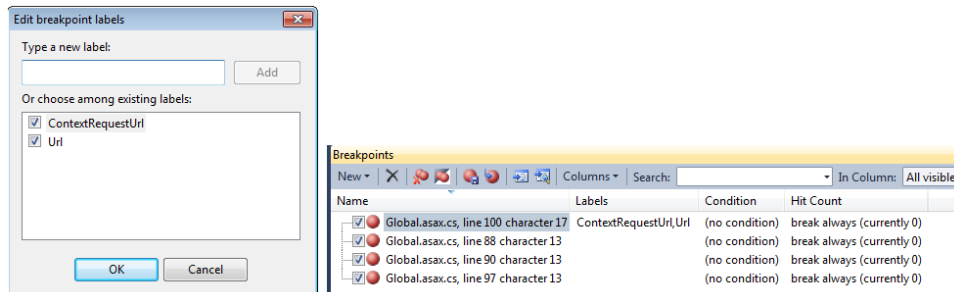 Edit breakpoint labels
Type a new label:
Add
Or choose among existing labels:
ContextRequestUrl
Url
OK
Cancel
Breakpoints
New
Columns
Search:
In Column:
All visible
Name
Labels
Condition
Hit Count
Global.asax.cs, line 100 character 17 ContextRequestUrl,Url (no condition) break always (currently 0)
Global.asax.cs, line 88 character 13 (no condition) break always (currently 0)
Global.asax.cs, line 90 character 13 (no condition) break always (currently 0)
Global.asax.cs, line 97 character 13 (no condition) break always (currently 0)